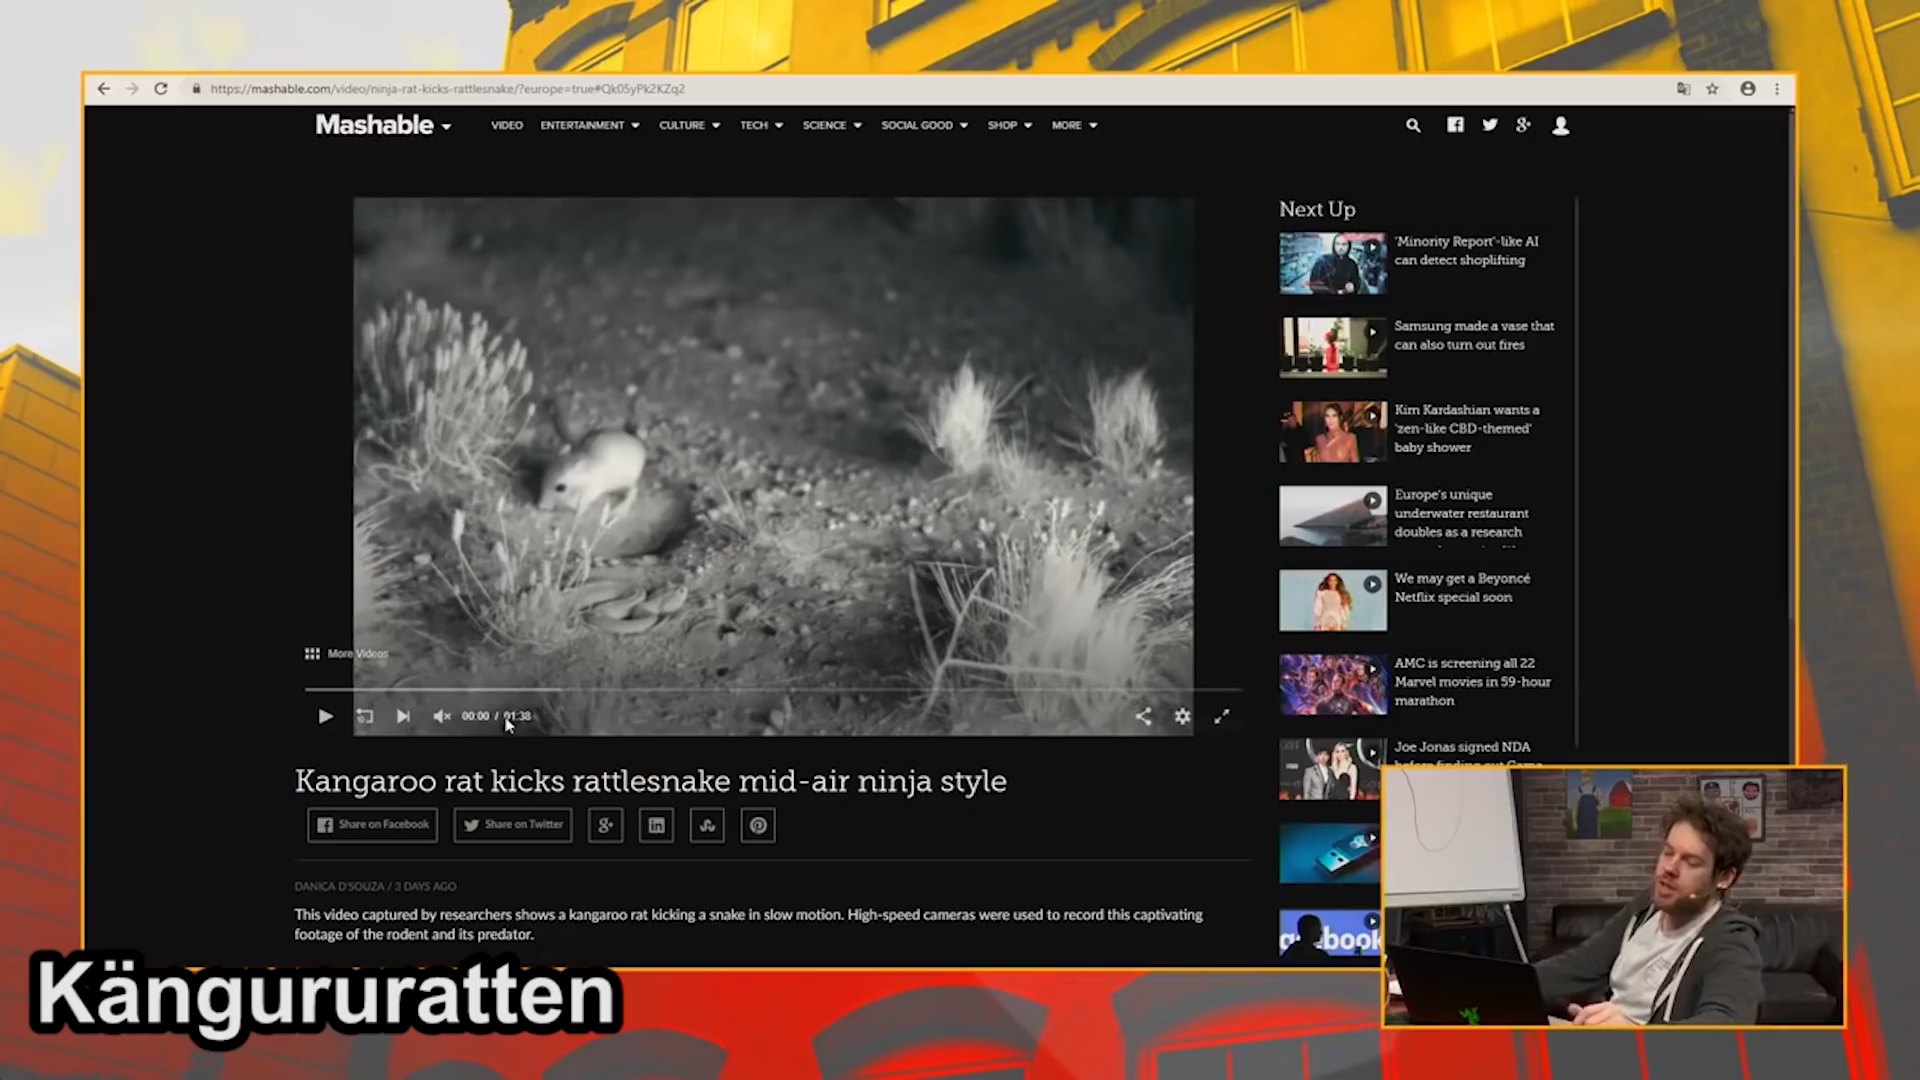 https://mashable.com/video/ninja-rat-kicks-rattlesnake/?europe=true#Qk05yPk2KZq2
Mashable
VIDEO
ENTERTAINMENT
CULTURE
TECH
SCIENCE
SOCIAL GOOD
SHOP
MORE
Next Up
'Minority Report'-like AI
can detect shoplifting
Samsung made a vase that
can also turn out fires
Kim Kardashian wants a
'zen-like CBD-themed'
baby shower
Europe's unique
underwater restaurant
doubles as a research
We may get a Beyoncé
Netflix special soon
AMC is screening all 22
Marvel movies in 59-hour
marathon
Joe Jonas signed NDA
More Videos
00:00 / 01:38
Kangaroo rat kicks rattlesnake mid-air ninja style
Share on Facebook
Share on Twitter
DANICA D'SOUZA / 3 DAYS AGO
This video captured by researchers shows a kangaroo rat kicking a snake in slow motion. High-speed cameras were used to record this captivating
footage of the rodent and its predator.
Kängururatten